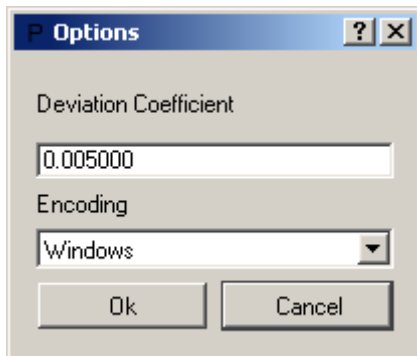 P Options
Deviation Coefficient
0.005000
Encoding
Windows
Ok Cancel